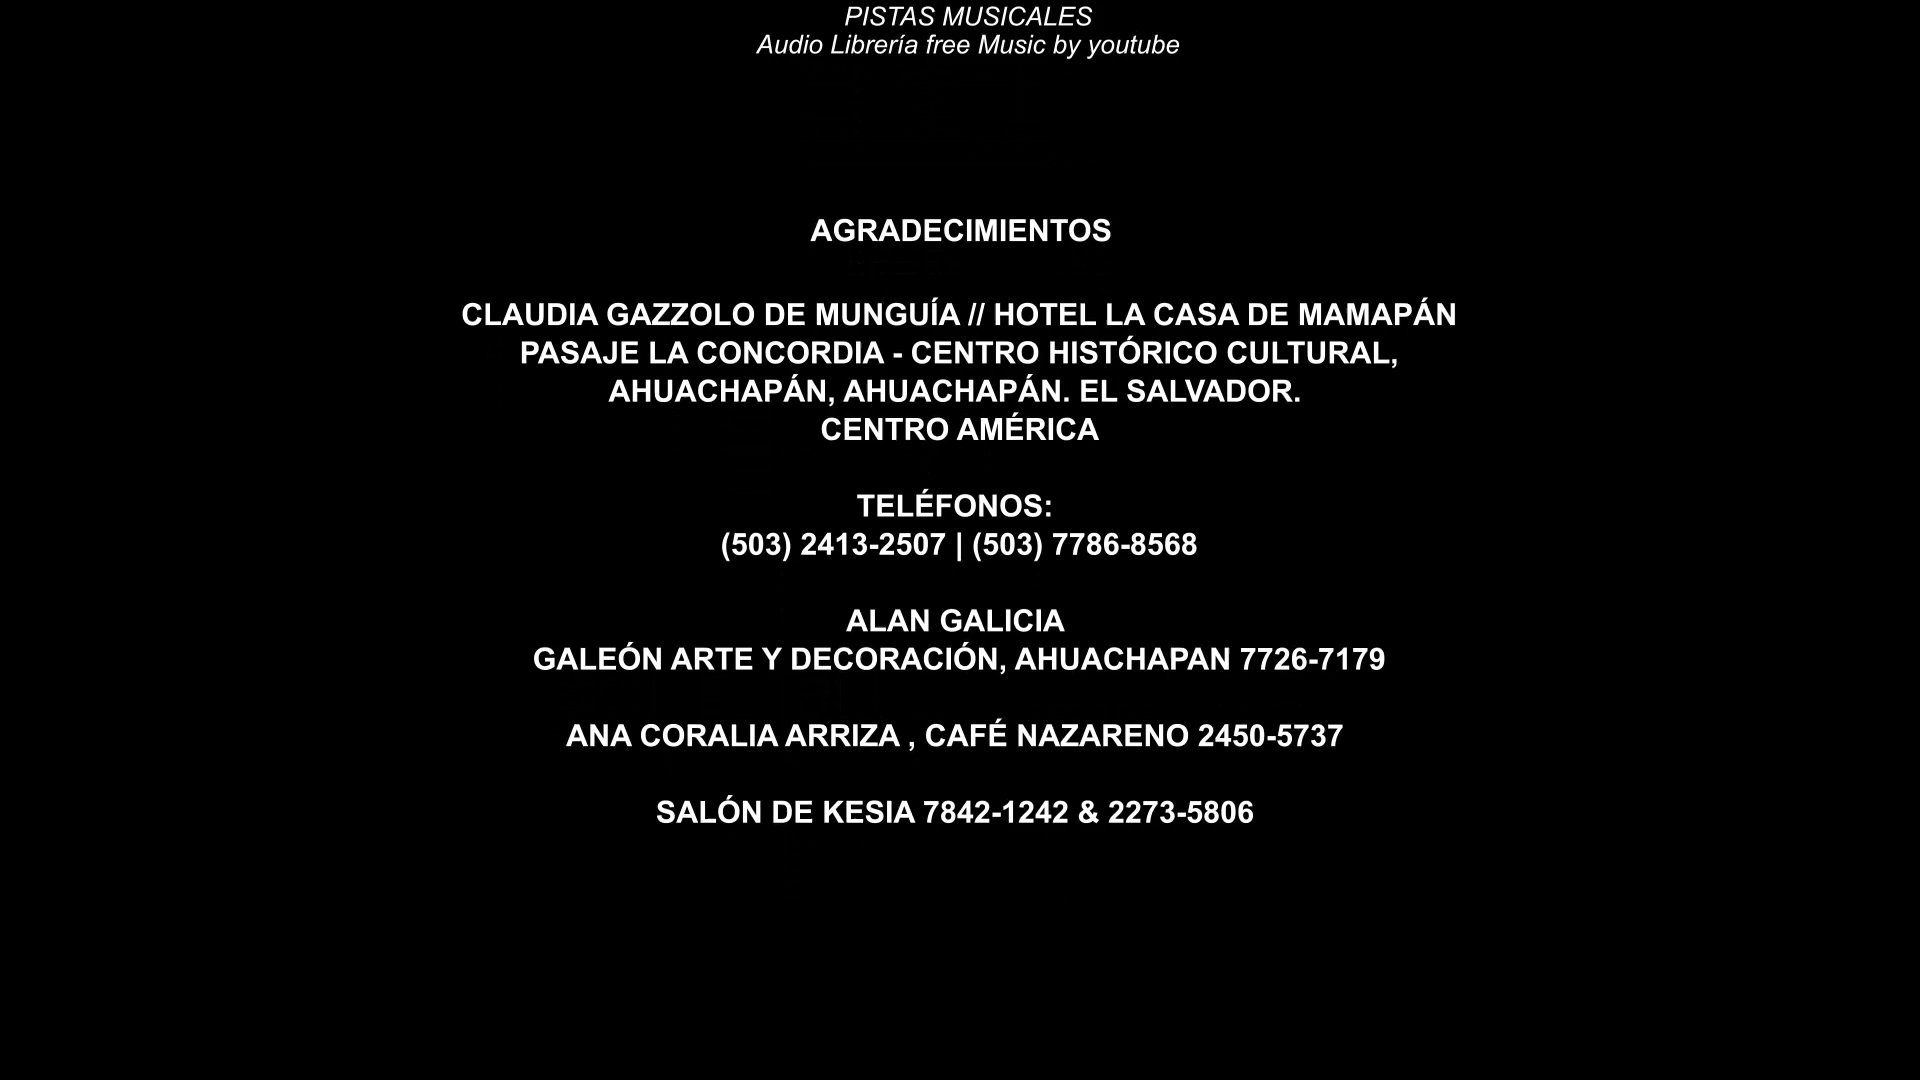 PISTAS MUSICALES
Audio Librería free Music by youtube
AGRADECIMIENTOS
CLAUDIA GAZZOLO DE MUNGUÍA // HOTEL LA CASA DE MAMAPÁN
PASAJE LA CONCORDIA - CENTRO HISTÓRICO CULTURAL,
AHUACHAPÁN, AHUACHAPÁN. EL SALVADOR.
CENTRO AMÉRICA
TELÉFONOS:
(503) 2413-2507 | (503) 7786-8568
ALAN GALICIA
GALEÓN ARTE Y DECORACIÓN, AHUACHAPAN 7726-7179
ANA CORALIA ARRIZA , CAFÉ NAZARENO 2450-5737
SALÓN DE KESIA 7842-1242 & 2273-5806